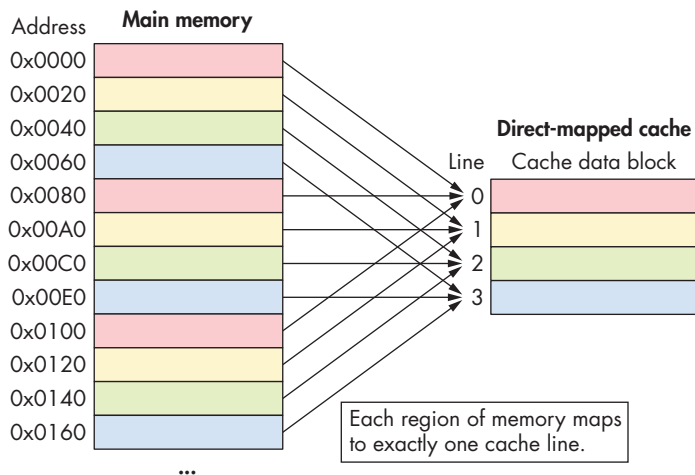 Address
Main memory
0x0000
0x0020
0x0040
0x0060
0x0080
0x00A0
0x00C0
0x00E0
0x0100
0x0120
0x0140
0x0160
...
Direct-mapped cache
Line
Cache data block
0
1
2
3
Each region of memory maps
to exactly one cache line.